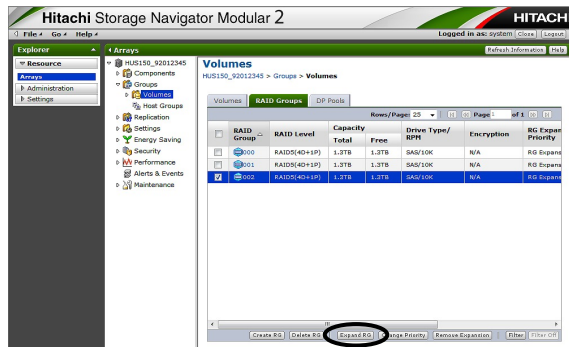 Hitachi Storage Navigator Modular 2
HITACHI
File Go Help
Logged in as: system Close Logout
Explorer
Arrays
Refresh Information Help
Resource
Arrays
Administration
Settings
HUS150_92012345
Components
Groups
Volumes
Host Groups
Replication
Settings
Energy Saving
Security
Performance
Alerts & Events
Maintenance
Volumes
HUS150_92012345 > Groups > Volumes
Volumes RAID Groups DP Pools
Rows/Page: 25 Page 1 of 1
RAID Group RAID Level Capacity Total Free Drive Type/ RPM Encryption RG Expan Priority
000 RAID5(4D+1P) 1.3TB 1.3TB SAS/10K N/A RG Expans
001 RAID5(4D+1P) 1.3TB 1.3TB SAS/10K N/A RG Expans
002 RAID5(4D+1P) 1.3TB 1.3TB SAS/10K N/A RG Expans
Create RG Delete RG Expand RG Change Priority Remove Expansion Filter Filter Off